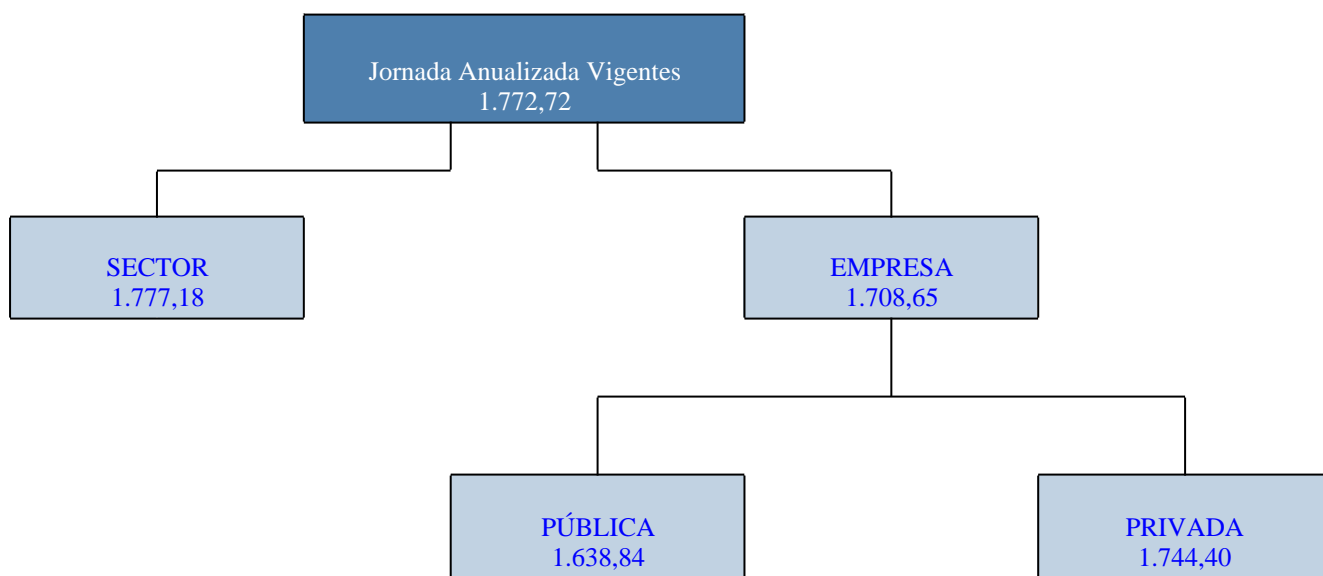 Jornada Anualizada Vigentes
1.772,72
SECTOR
1.777,18
EMPRESA
1.708,65
PÚBLICA
1.638,84
PRIVADA
1.744,40